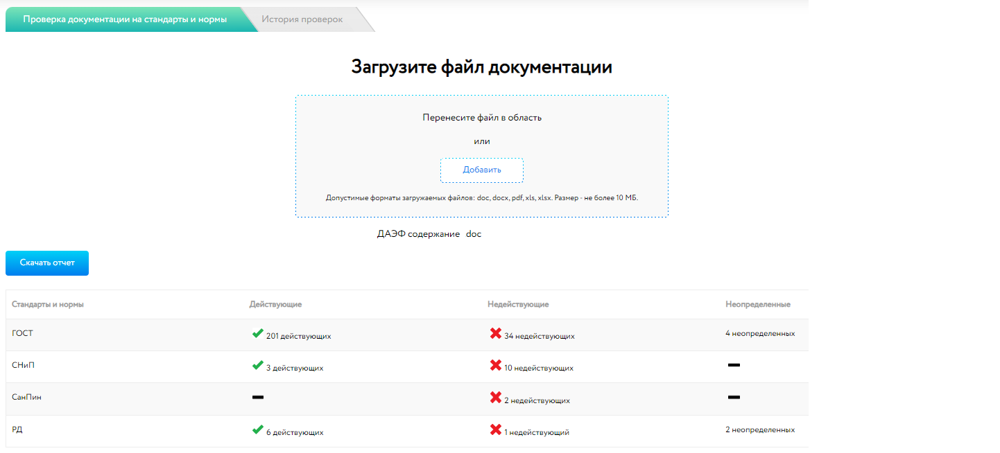 Проверка документации на стандарты и нормы
История проверок
Загрузите файл документации
Перенесите файл в область
или
Добавить
Допустимые форматы загружаемых файлов: doc, docx, pdf, xls, xlsx. Размер - не более 10 МБ.
ДАЭФ содержание doc
Скачать отчет
Стандарты и нормы Действующие Недействующие Неопределенные
ГОСТ 201 действующих 34 недействующих 4 неопределенных
СНиП 3 действующих 10 недействующих
СанПин 2 недействующих
РД 6 действующих 1 недействующий 2 неопределенных